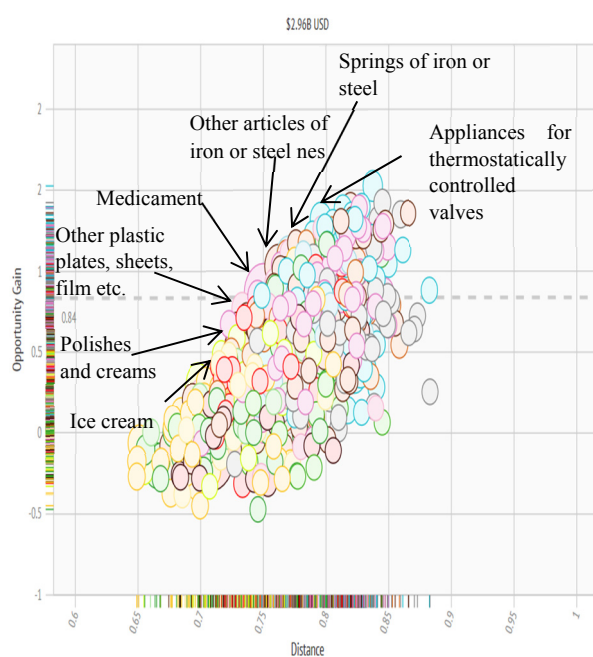 $2.96B USD
Springs of iron or
steel
Other articles of
iron or steel nes
Appliances for
thermostatically
controlled
valves
Medicament
Other plastic
plates, sheets,
film etc.
Polishes
and creams
Ice cream
Opportunity Gain
2
2
1
0.84
0.5
0
-0.5
-1
0.6
0.65
0.7
0.75
0.8
0.85
0.9
0.95
1
Distance